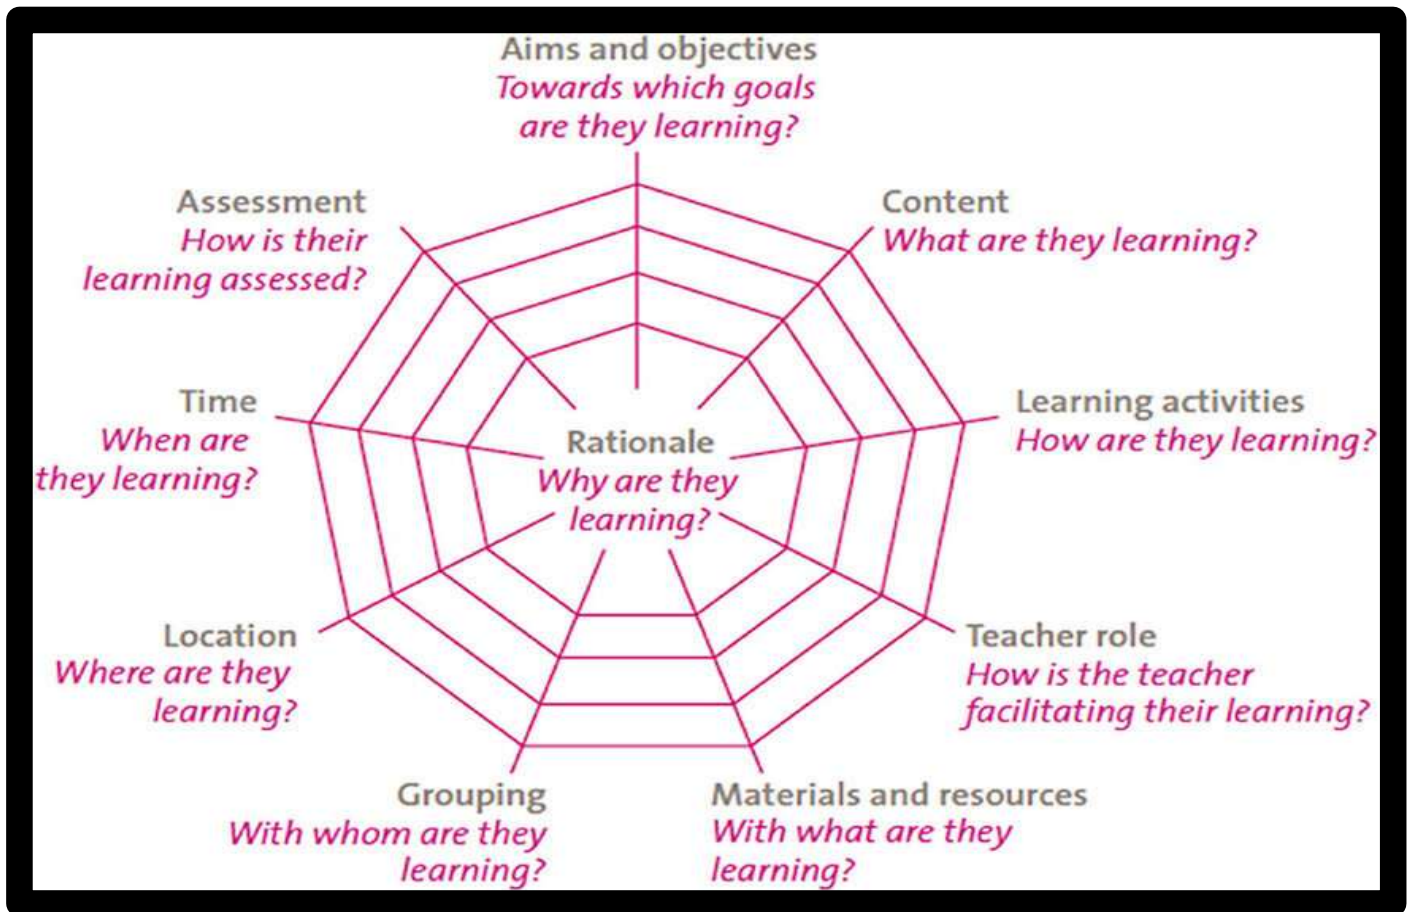 Aims and objectives
Towards which goals
are they learning?
Assessment
How is their
learning assessed?
Content
What are they learning?
Time
When are
they learning?
Rationale
Why are they
learning?
Learning activities
How are they learning?
Location
Where are they
learning?
Teacher role
How is the teacher
facilitating their learning?
Grouping
With whom are they
learning?
Materials and resources
With what are they
learning?